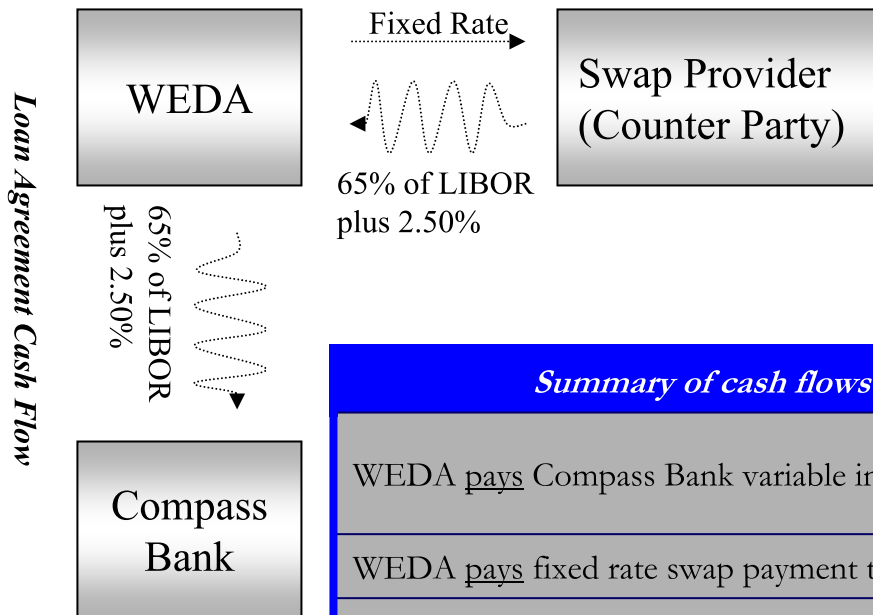 Loan Agreement Cash Flow
WEDA
Fixed Rate
65% of LIBOR
plus 2.50%
Swap Provider
(Counter Party)
65% of LIBOR
plus 2.50%
Compass
Bank
Summary of cash flows
WEDA pays Compass Bank variable in
WEDA pays fixed rate swap payment t